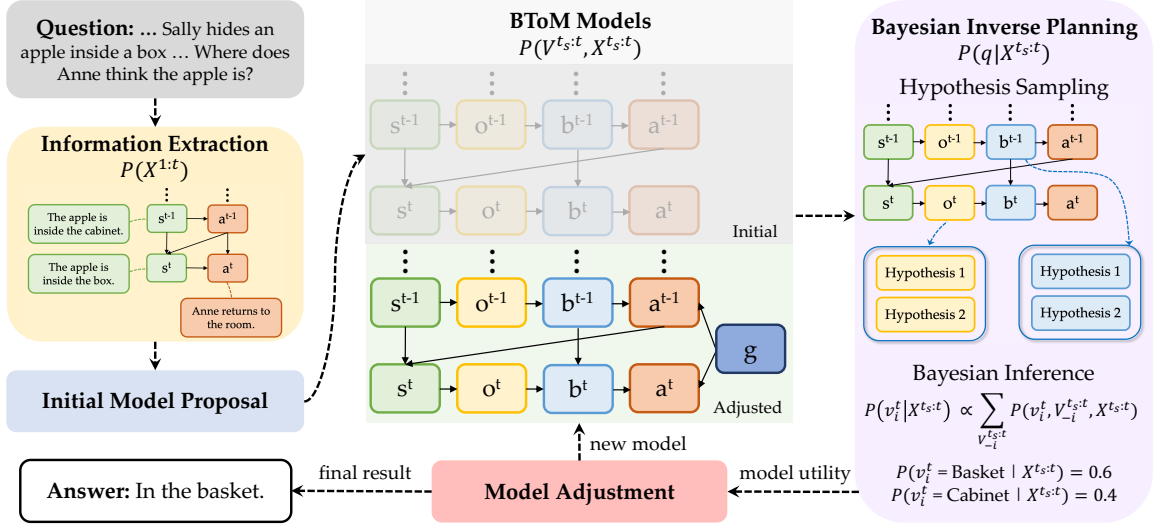 Question: ... Sally hides an
apple inside a box ... Where does
Anne think the apple is?
Information Extraction
P(X^{1:t})
s^{t-1}
a^{t-1}
The apple is
inside the cabinet.
s^t
a^t
The apple is
inside the box.
Anne returns to
the room.
Initial Model Proposal
BToM Models
P(V^{t_s:t}, X^{t_s:t})
s^{t-1} o^{t-1} b^{t-1} a^{t-1}
s^t o^t b^t a^t
Initial
s^{t-1} o^{t-1} b^{t-1} a^{t-1}
g
s^t o^t b^t a^t
Adjusted
new model
Model Adjustment
final result
Answer: In the basket.
model utility
Bayesian Inverse Planning
P(q|X^{t_s:t})
Hypothesis Sampling
s^{t-1} o^{t-1} b^{t-1} a^{t-1}
s^t o^t b^t a^t
Hypothesis 1
Hypothesis 2
Hypothesis 1
Hypothesis 2
Bayesian Inference
P(v_i^t|X^{t_s:t}) ∝ ∑_{V_{-i}^{t_s:t}} P(v_i^t, V_{-i}^{t_s:t}, X^{t_s:t})
P(v_i^t = Basket | X^{t_s:t}) = 0.6
P(v_i^t = Cabinet | X^{t_s:t}) = 0.4